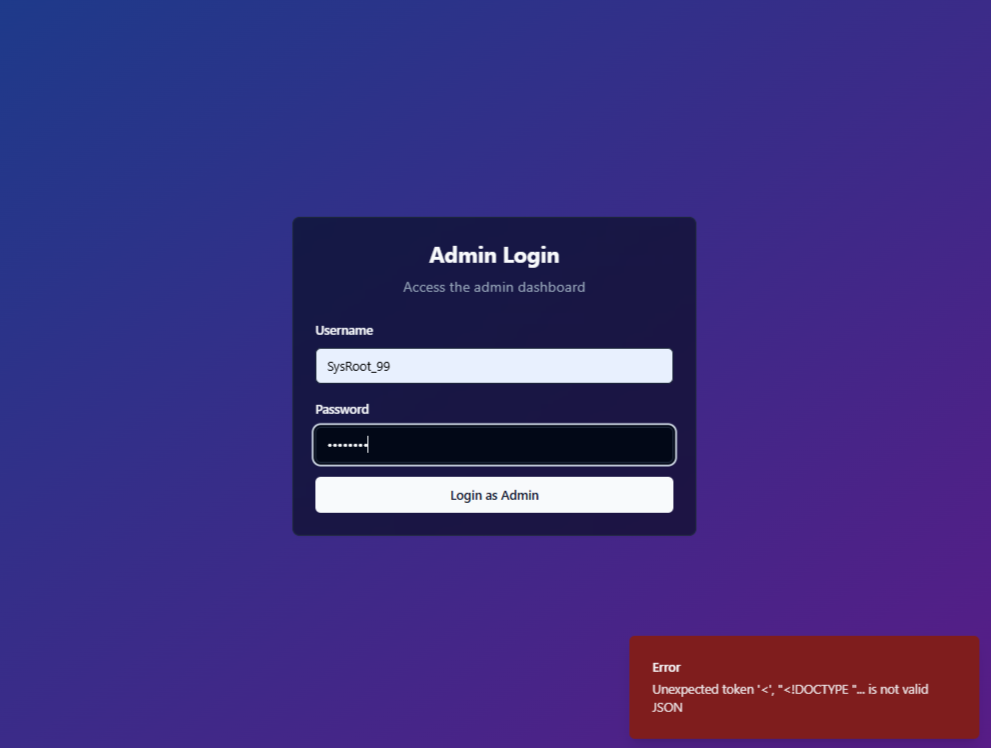 Admin Login
Access the admin dashboard
Username
SysRoot_99
Password
••••••••
Login as Admin
Error
Unexpected token '<', "<!DOCTYPE "... is not valid
JSON